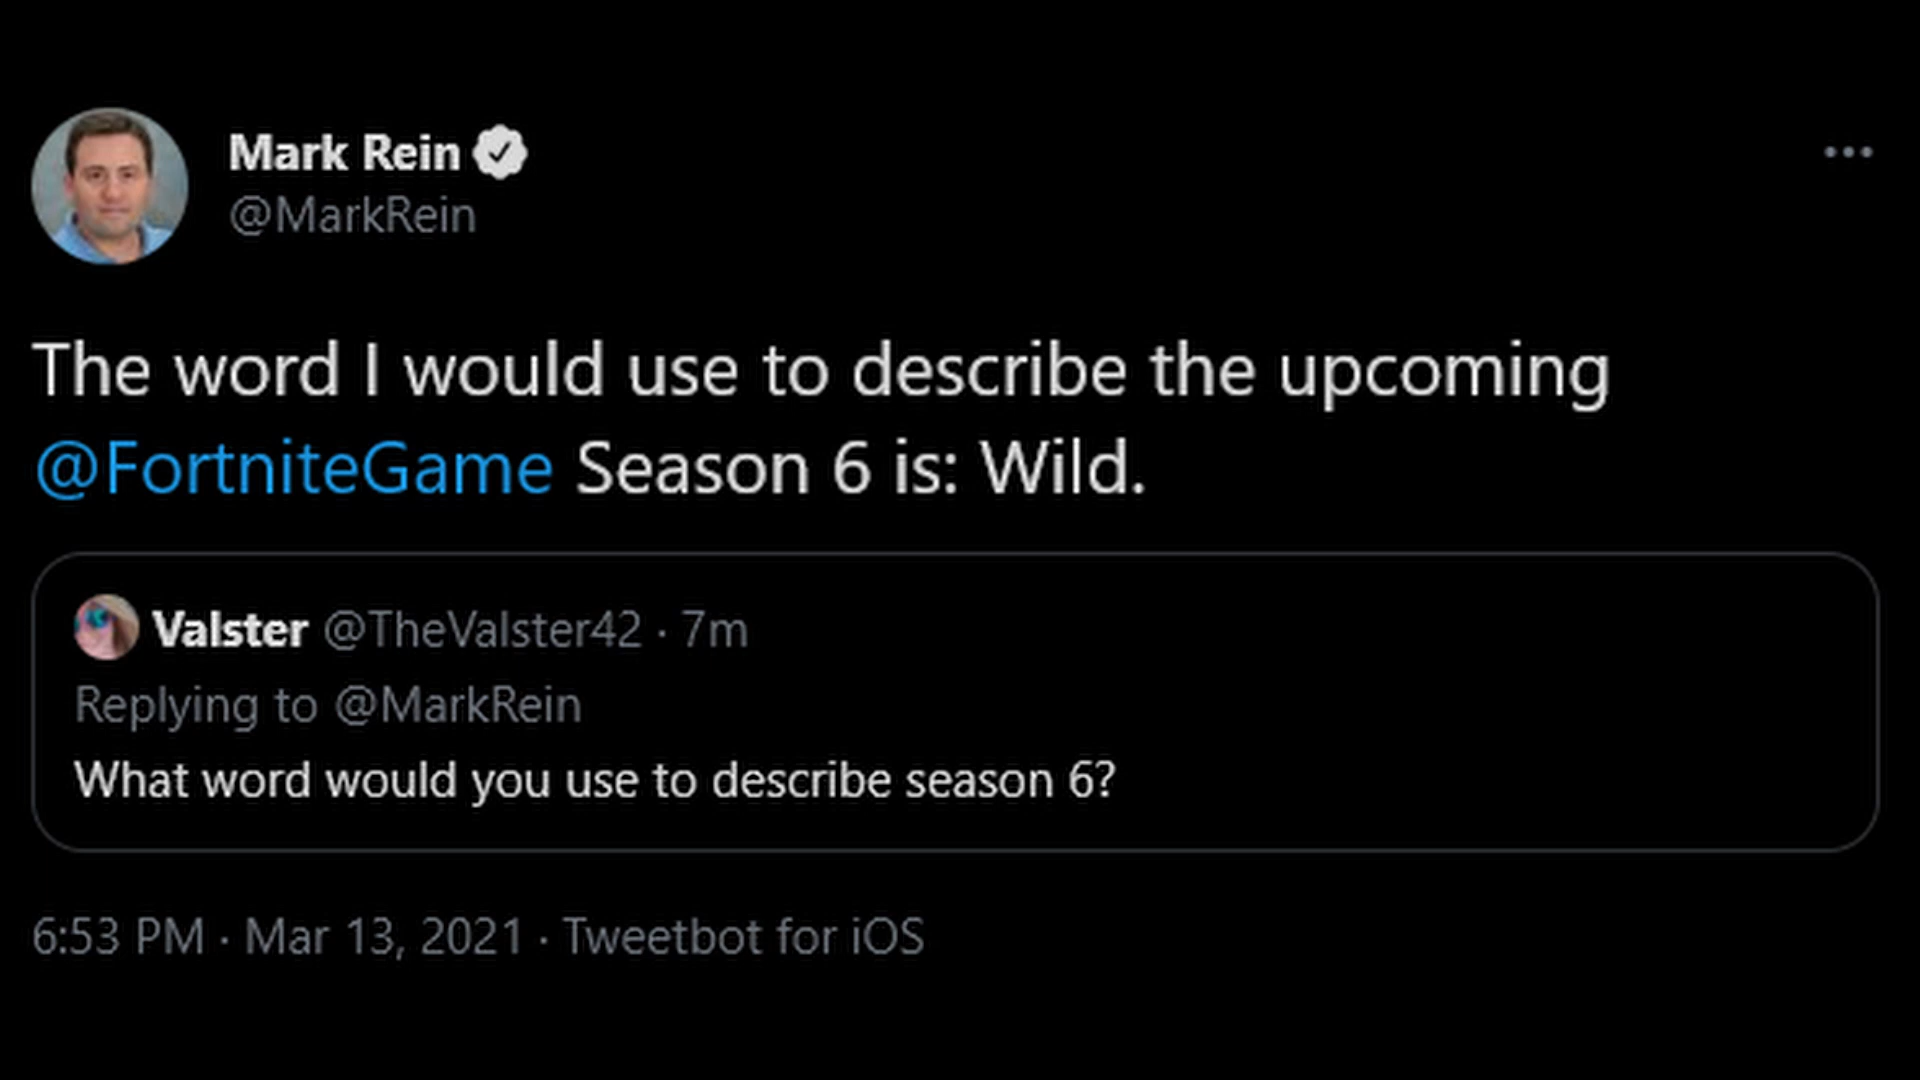 Mark Rein
@MarkRein
The word I would use to describe the upcoming
@FortniteGame Season 6 is: Wild.
Valster @TheValster42 · 7m
Replying to @MarkRein
What word would you use to describe season 6?
6:53 PM · Mar 13, 2021 · Tweetbot for iOS